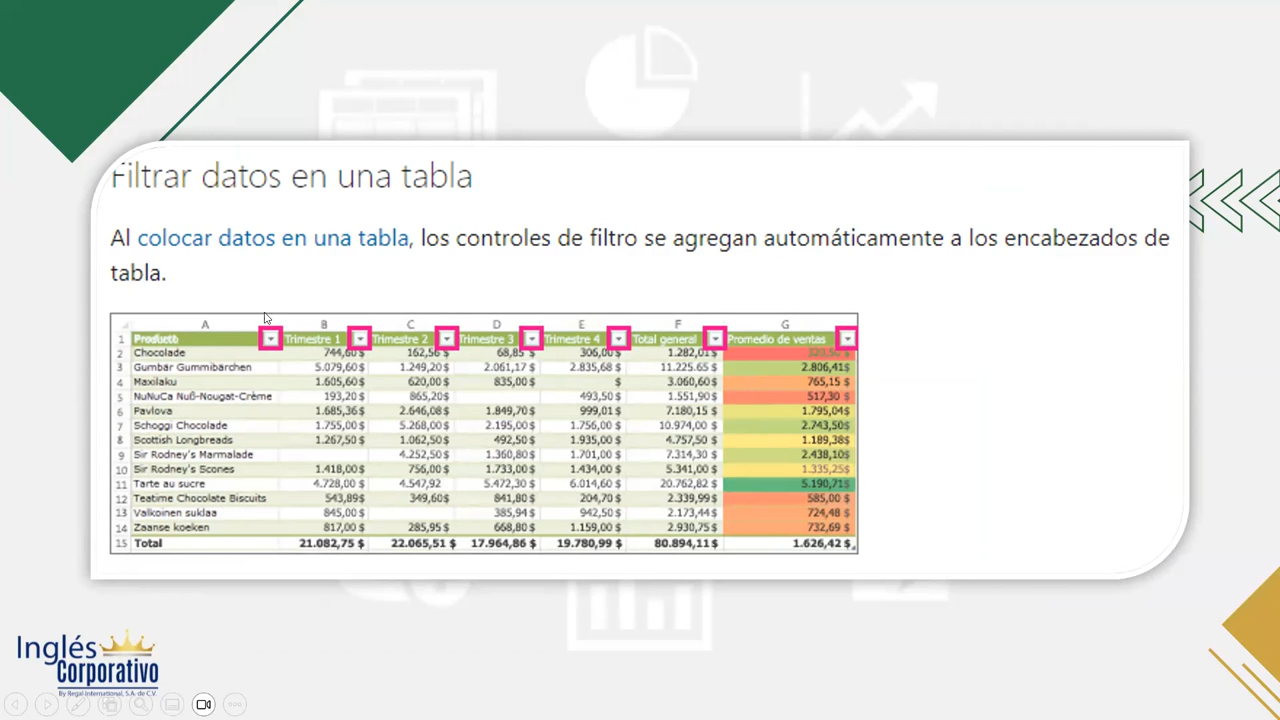 Filtrar datos en una tabla
Al colocar datos en una tabla, los controles de filtro se agregan automáticamente a los encabezados de
tabla.
A B C D E F G
1 Producto Trimestre 1 Trimestre 2 Trimestre 3 Trimestre 4 Total general Promedio de ventas
2 Chocolade 744,60 $ 162,56 $ 68,85 $ 306,00 $ 1.282,01 $
3 Gumbär Gummibärchen 5.079,60 $ 1.249,20 $ 2.061,17 $ 2.835,68 $ 11.225.65 $ 2.806,41$
4 Maxilaku 1.605,60 $ 620,00 $ 835,00 $ $ 3.060,60 $ 765,15 $
5 NuNuCa Nuß-Nougat-Crème 193,20 $ 865,20 $ 493,50 $ 1.551,90 $ 517,30 $
6 Pavlova 1.685,36 $ 2.646,08 $ 1.849,70 $ 999,01 $ 7.180,15 $ 1.795,04$
7 Schoggi Chocolade 1.755,00 $ 5.268,00 $ 2.195,00 $ 1.756,00 $ 10.974,00 $ 2.743,50$
8 Scottish Longbreads 1.267,50 $ 1.062,50 $ 492,50 $ 1.935,00 $ 4.757,50 $ 1.189,38$
9 Sir Rodney's Marmalade 4.252,50 $ 1.360,80 $ 1.701,00 $ 7.314,30 $ 2.438,10$
10 Sir Rodney's Scones 1.418,00 $ 756,00 $ 1.733,00 $ 1.434,00 $ 5.341,00 $ 1.335,25$
11 Tarte au sucre 4.728,00 $ 4.547,92 5.472,30 $ 6.014,60 $ 20.762,82 $ 5.190,71$
12 Teatime Chocolate Biscuits 543,89 $ 349,60 $ 841,80 $ 204,70 $ 2.339,99 $ 585,00 $
13 Valkoinen suklaa 845,00 $ 385,94 $ 942,50 $ 2.173,44 $ 724,48 $
14 Zaanse koeken 817,00 $ 285,95 $ 668,80 $ 1.159,00 $ 2.930,75 $ 732,69 $
15 Total 21.082,75 $ 22.065,51 $ 17.964,86 $ 19.780,99 $ 80.894,11 $ 1.626,42 $
Inglés
Corporativo
By Regal International, S.A. de C.V.